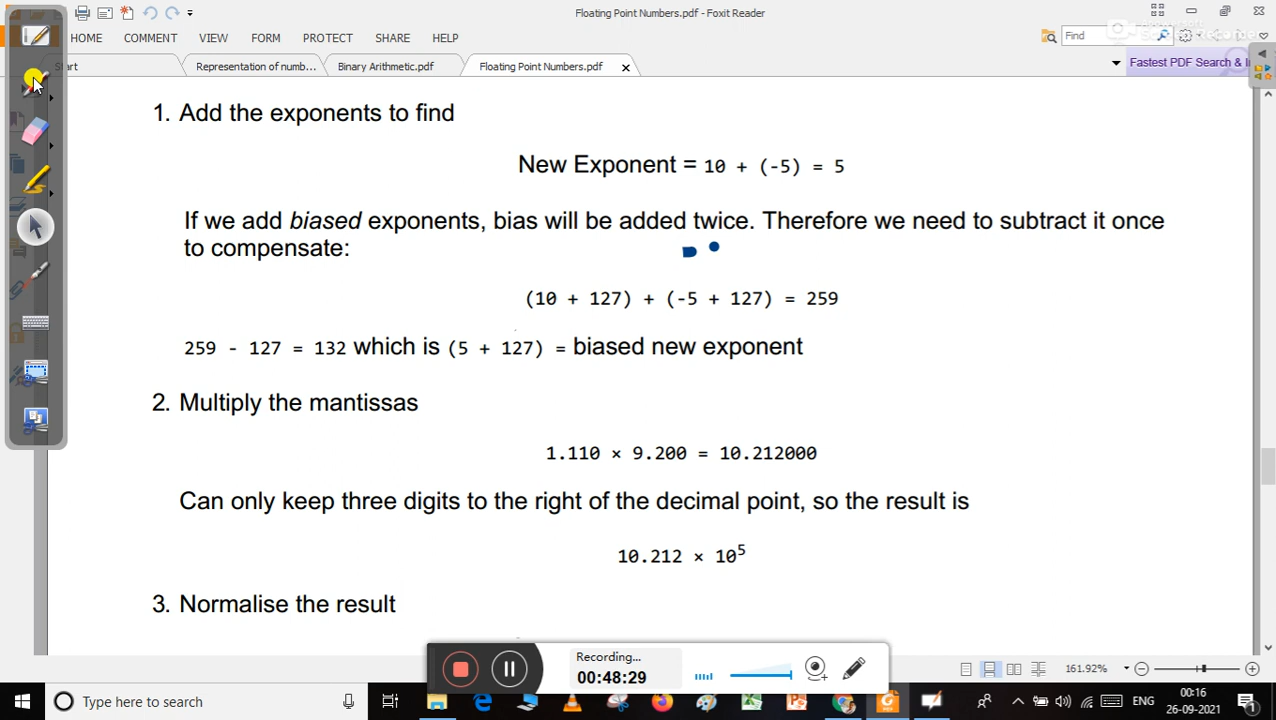 Floating Point Numbers.pdf - Foxit Reader
HOME COMMENT VIEW FORM PROTECT SHARE HELP
Find
Representation of numb... Binary Arithmetic.pdf Floating Point Numbers.pdf
Fastest PDF Search &
1. Add the exponents to find
New Exponent = 10 + (-5) = 5
If we add biased exponents, bias will be added twice. Therefore we need to subtract it once
to compensate:
(10 + 127) + (-5 + 127) = 259
259 - 127 = 132 which is (5 + 127) = biased new exponent
2. Multiply the mantissas
1.110 × 9.200 = 10.212000
Can only keep three digits to the right of the decimal point, so the result is
10.212 × 10⁵
3. Normalise the result
Recording...
00:48:29
161.92%
Type here to search
ENG
00:16
26-09-2021